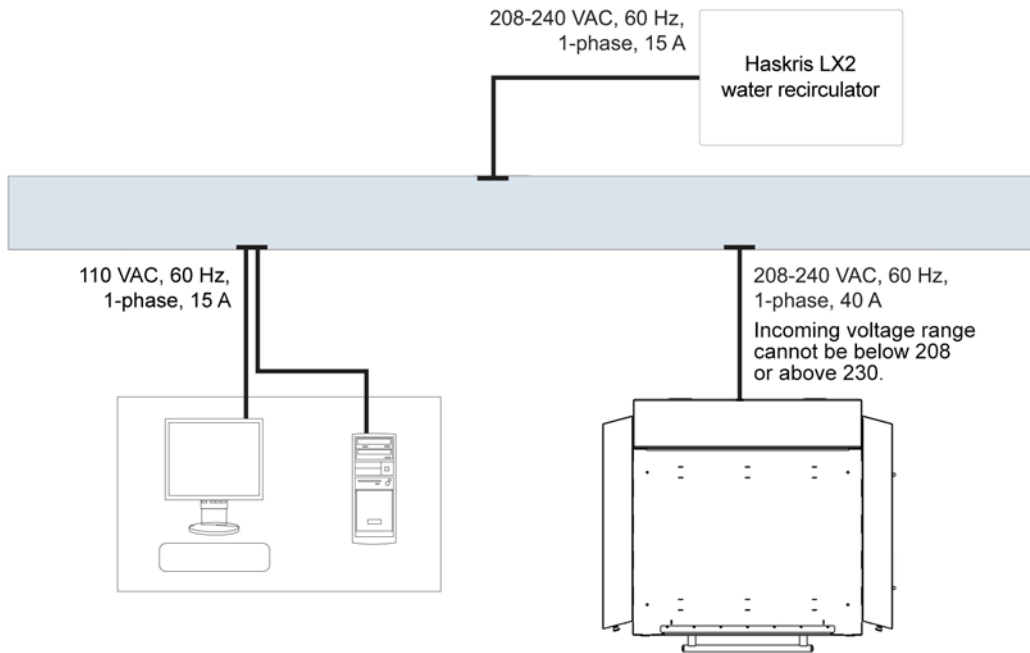 208-240 VAC, 60 Hz,
1-phase, 15 A
Haskris LX2
water recirculator
110 VAC, 60 Hz,
1-phase, 15 A
208-240 VAC, 60 Hz,
1-phase, 40 A
Incoming voltage range
cannot be below 208
or above 230.